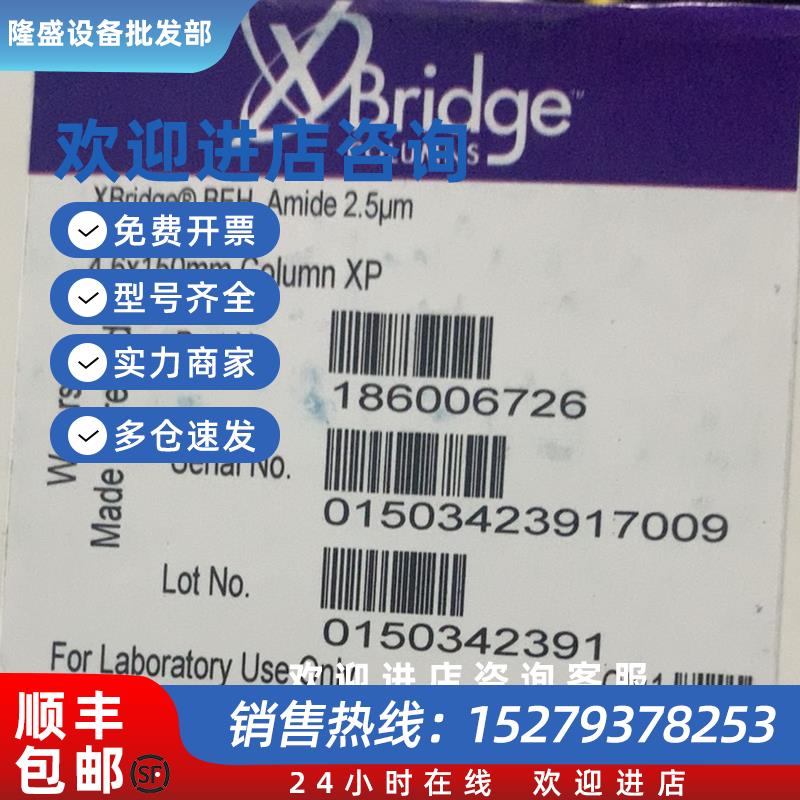 隆盛设备批发部
XBridge™
COLUMNS
欢迎进店咨询
XBridge® BEH Amide 2.5µm
免费开票
4.6x150mm Column XP
型号齐全
186006726
实力商家
多仓速发
Serial No.
01503423917009
Made
Lot No.
0150342391
For Laboratory Use Only
欢迎进店咨询客服
顺丰
包邮
SF
销售热线：15279378253
24小时在线 欢迎进店